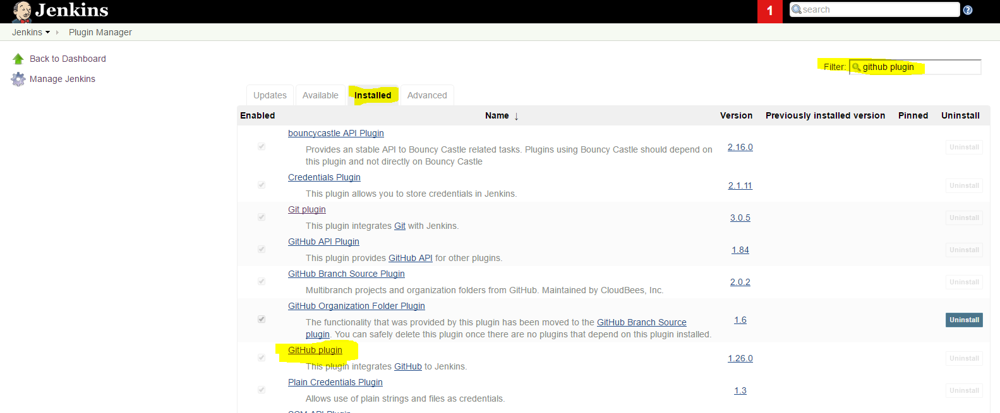 Jenkins
1
search
Jenkins
Plugin Manager
Back to Dashboard
Manage Jenkins
Filter: github plugin
Updates
Available
Installed
Advanced
Enabled
Name ↓
Version
Previously installed version
Pinned
Uninstall
bouncycastle API Plugin
Provides an stable API to Bouncy Castle related tasks. Plugins using Bouncy Castle should depend on
this plugin and not directly on Bouncy Castle
2.16.0
Uninstall
Credentials Plugin
This plugin allows you to store credentials in Jenkins.
2.1.11
Uninstall
Git plugin
This plugin integrates Git with Jenkins.
3.0.5
Uninstall
GitHub API Plugin
This plugin provides GitHub API for other plugins.
1.84
Uninstall
GitHub Branch Source Plugin
Multibranch projects and organization folders from GitHub. Maintained by CloudBees, Inc.
2.0.2
Uninstall
GitHub Organization Folder Plugin
The functionality that was provided by this plugin has been moved to the GitHub Branch Source
plugin. You can safely delete this plugin once there are no plugins that depend on this plugin installed.
1.6
Uninstall
GitHub plugin
This plugin integrates GitHub to Jenkins.
1.26.0
Uninstall
Plain Credentials Plugin
Allows use of plain strings and files as credentials.
1.3
Uninstall
SCM API Plugin